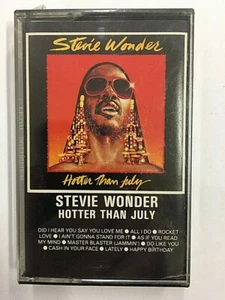 Stevie Wonder
Hotter Than July
STEVIE WONDER
HOTTER THAN JULY
DID I HEAR YOU SAY YOU LOVE ME ● ALL I DO ● ROCKET
LOVE ● I AIN'T GONNA STAND FOR IT ● AS IF YOU READ
MY MIND ● MASTER BLASTER (JAMMIN') ● DO LIKE YOU
● CASH IN YOUR FACE ● LATELY ● HAPPY BIRTHDAY